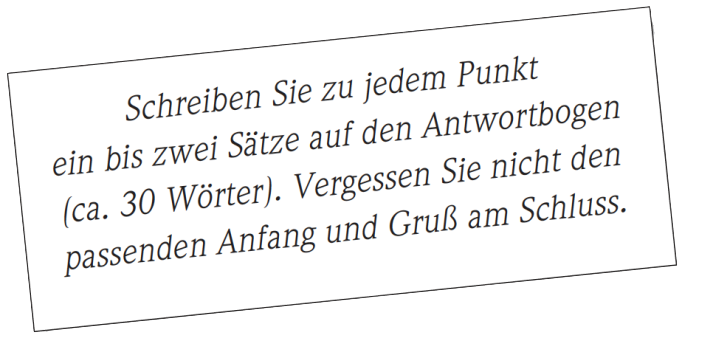 Schreiben Sie zu jedem Punkt
ein bis zwei Sätze auf den Antwortbogen
(ca. 30 Wörter). Vergessen Sie nicht den
passenden Anfang und Gruß am Schluss.